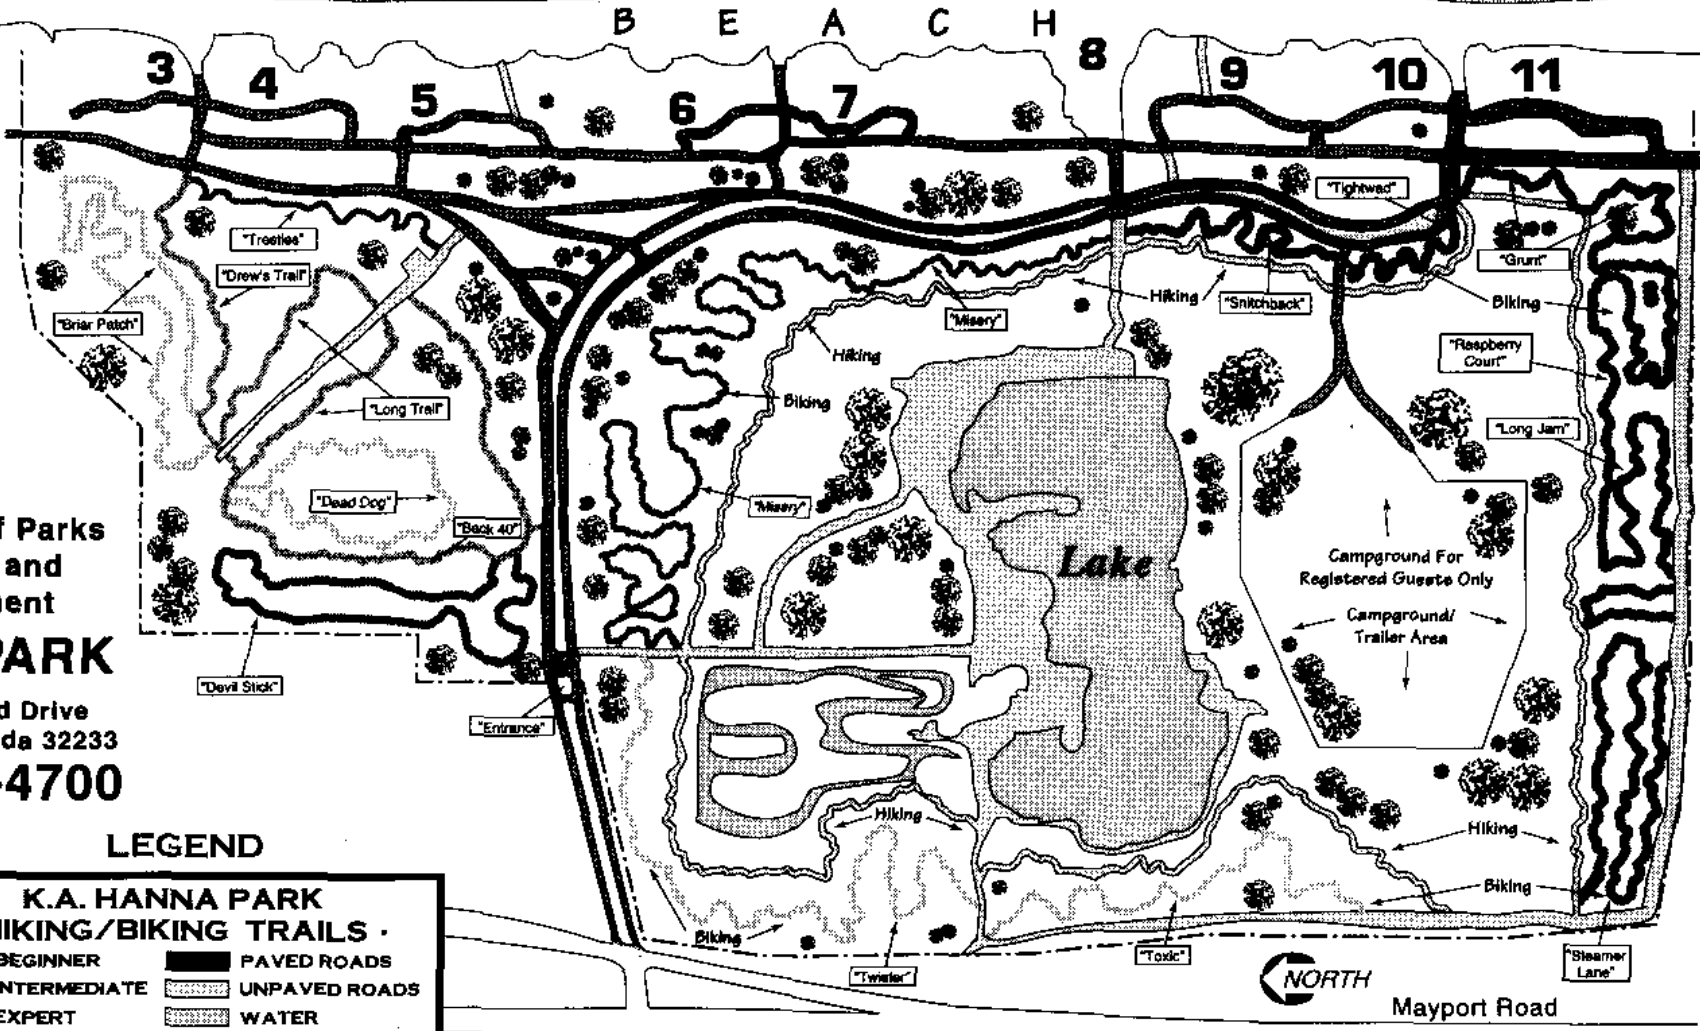 B E A C H
3
4
5
6
7
8
9
10
11
"Tightwad"
"Trestles"
"Drew's Trail"
"Grunt"
Hiking
"Snitchback"
Biking
"Briar Patch"
"Misery"
Hiking
"Raspberry
Court"
"Long Trail"
Biking
"Long Jam"
"Dead Dog"
"Misery"
"Back 40"
Lake
Campground For
Registered Guests Only
Campground/
Trailer Area
f Parks
and
nent
PARK
d Drive
da 32233
-4700
"Devil Stick"
"Entrance"
Hiking
Hiking
Biking
Biking
"Twister"
"Toxic"
"Steamer
Lane"
NORTH
Mayport Road
LEGEND
K.A. HANNA PARK
HIKING/BIKING TRAILS
BEGINNER PAVED ROADS
INTERMEDIATE UNPAVED ROADS
EXPERT WATER